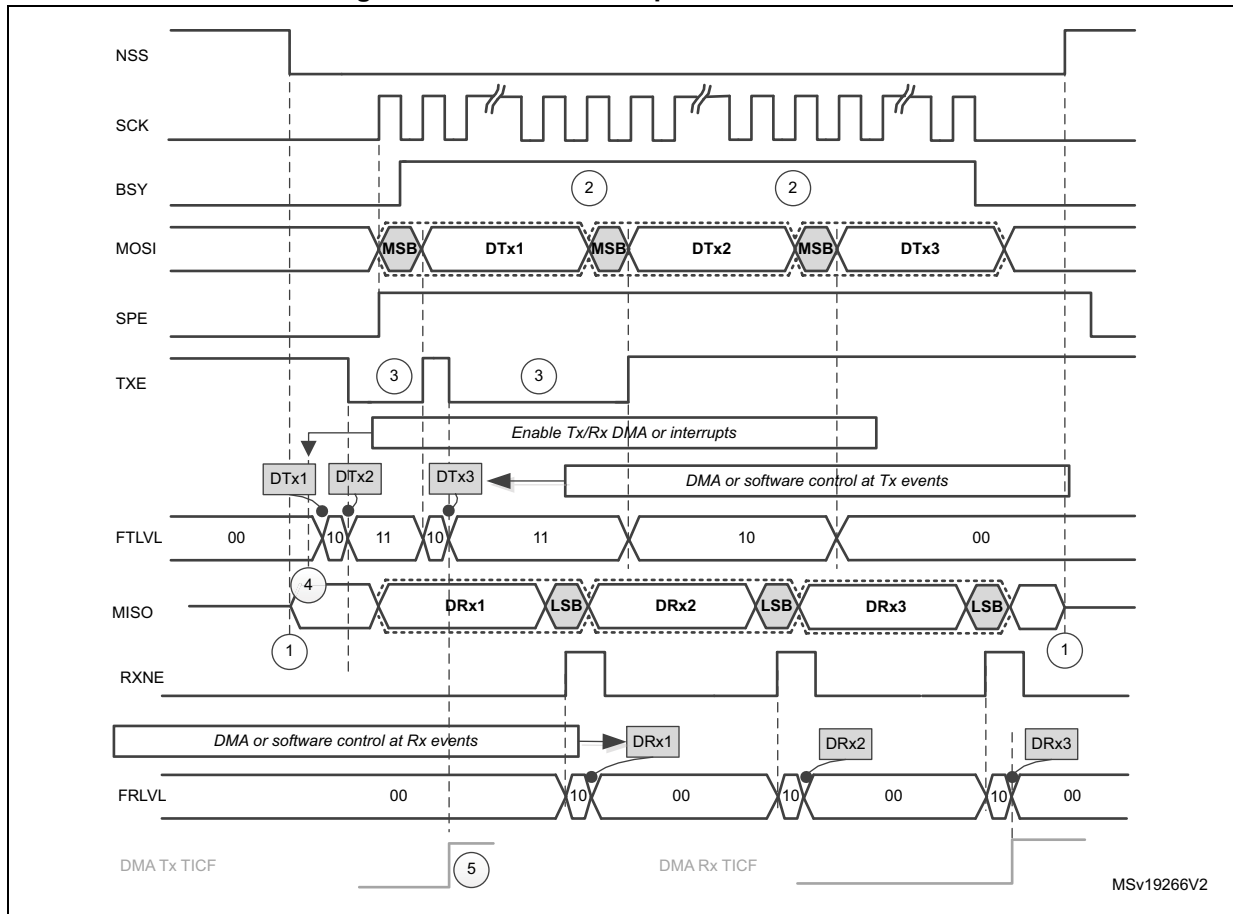 NSS
SCK
BSY
2
2
MOSI
MSB
DTx1
MSB
DTx2
MSB
DTx3
SPE
TXE
3
3
Enable Tx/Rx DMA or interrupts
DTx1
DTx2
DTx3
DMA or software control at Tx events
FTLVL
00
10
11
10
11
10
00
4
MISO
DRx1
LSB
DRx2
LSB
DRx3
LSB
1
1
RXNE
DMA or software control at Rx events
DRx1
DRx2
DRx3
FRLVL
00
10
00
10
00
10
00
DMA Tx TICF
5
DMA Rx TICF
MSv19266V2